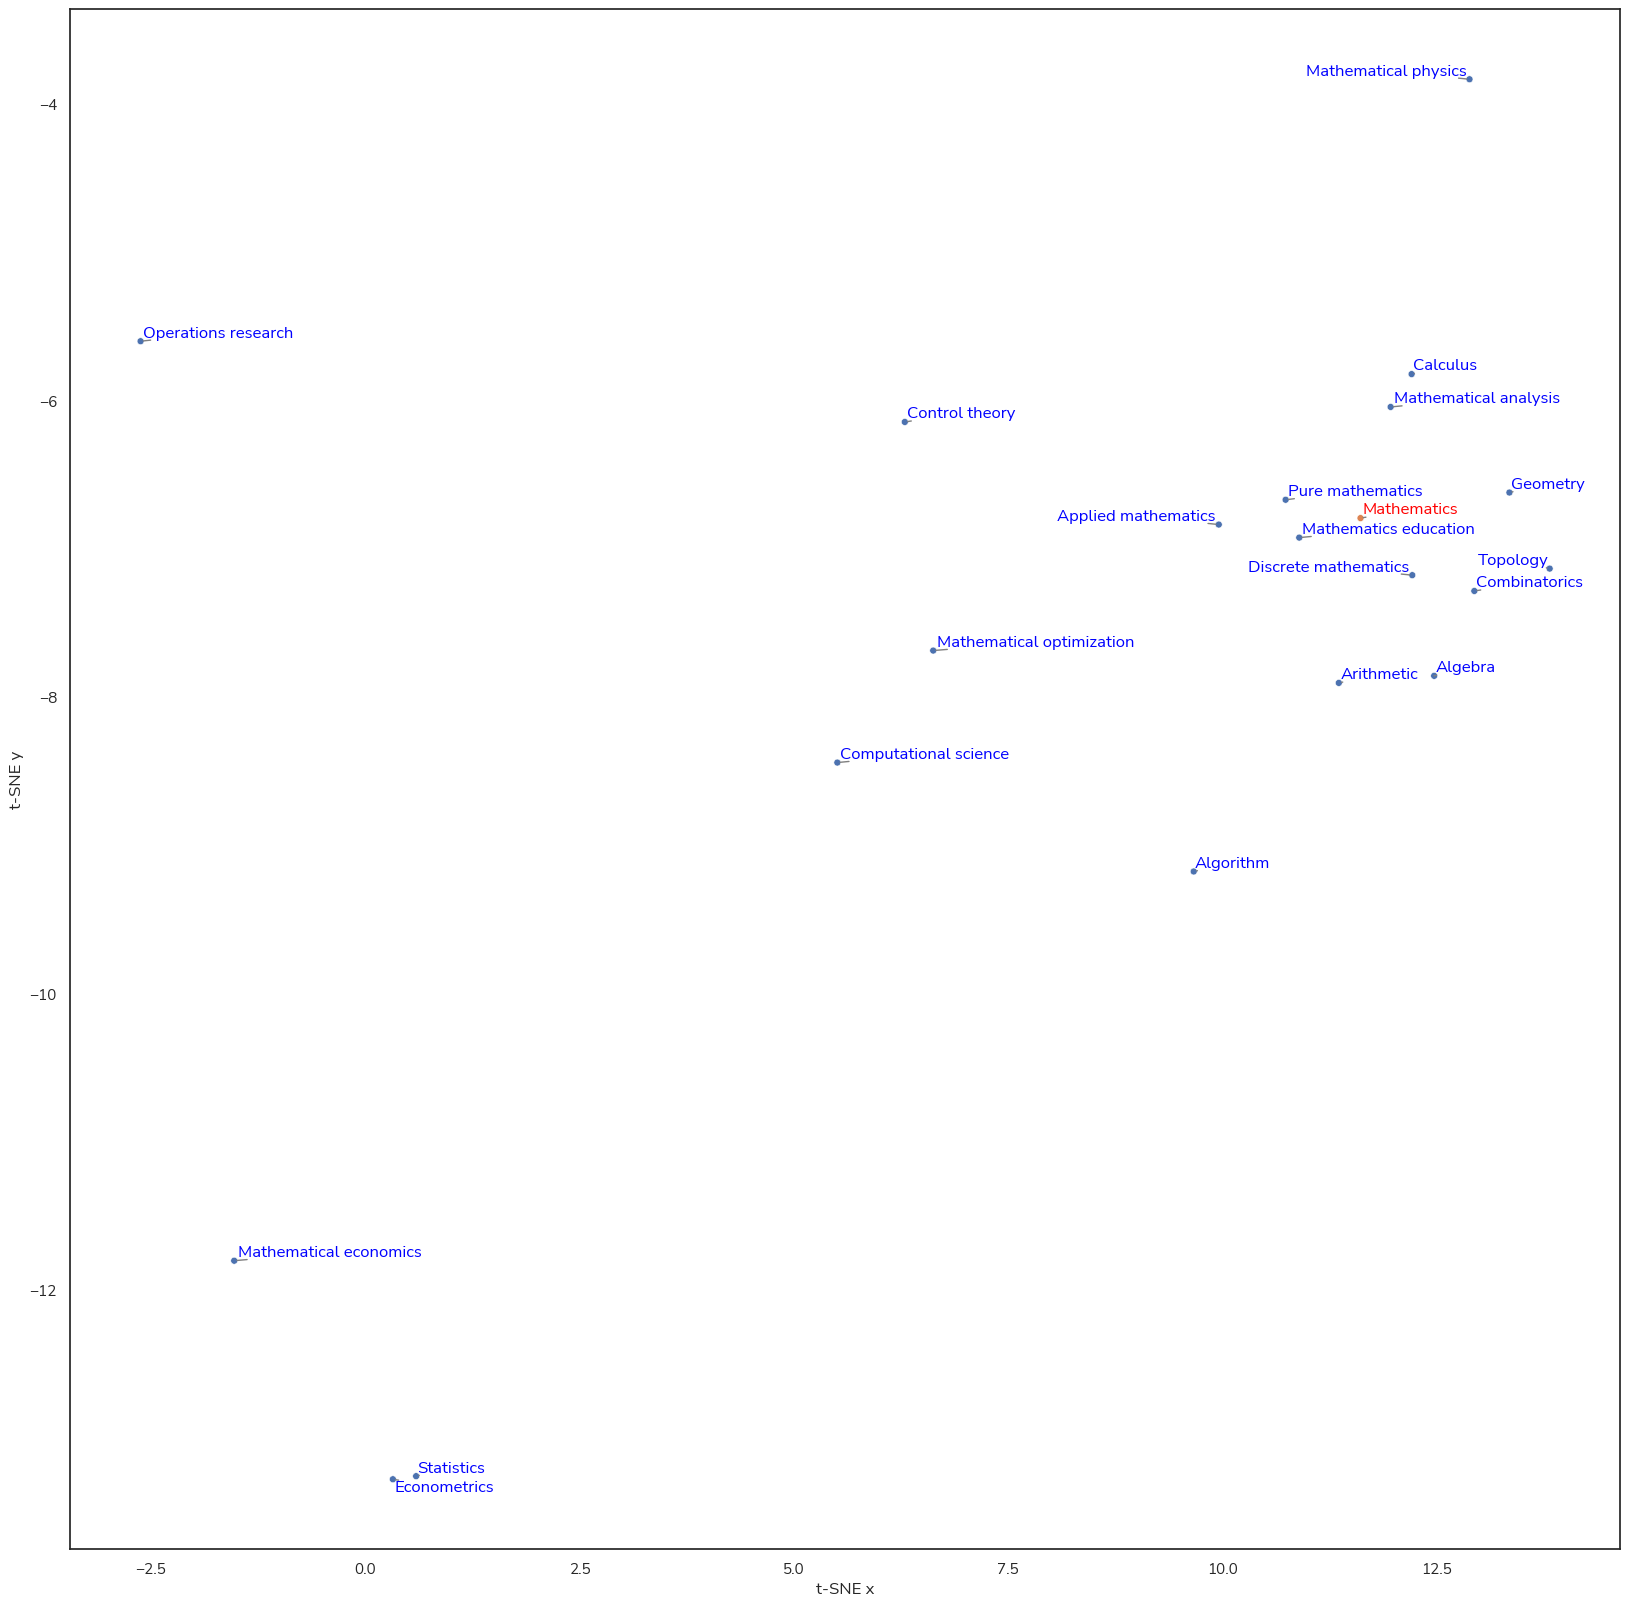 Mathematical physics
−4
Operations research
Calculus
Mathematical analysis
−6
Control theory
Geometry
Pure mathematics
Mathematics
Applied mathematics
Mathematics education
Topology
Discrete mathematics
Combinatorics
Mathematical optimization
Algebra
Arithmetic
−8
Computational science
t-SNE y
Algorithm
−10
Mathematical economics
−12
Statistics
Econometrics
−2.5 0.0 2.5 5.0 7.5 10.0 12.5
t-SNE x